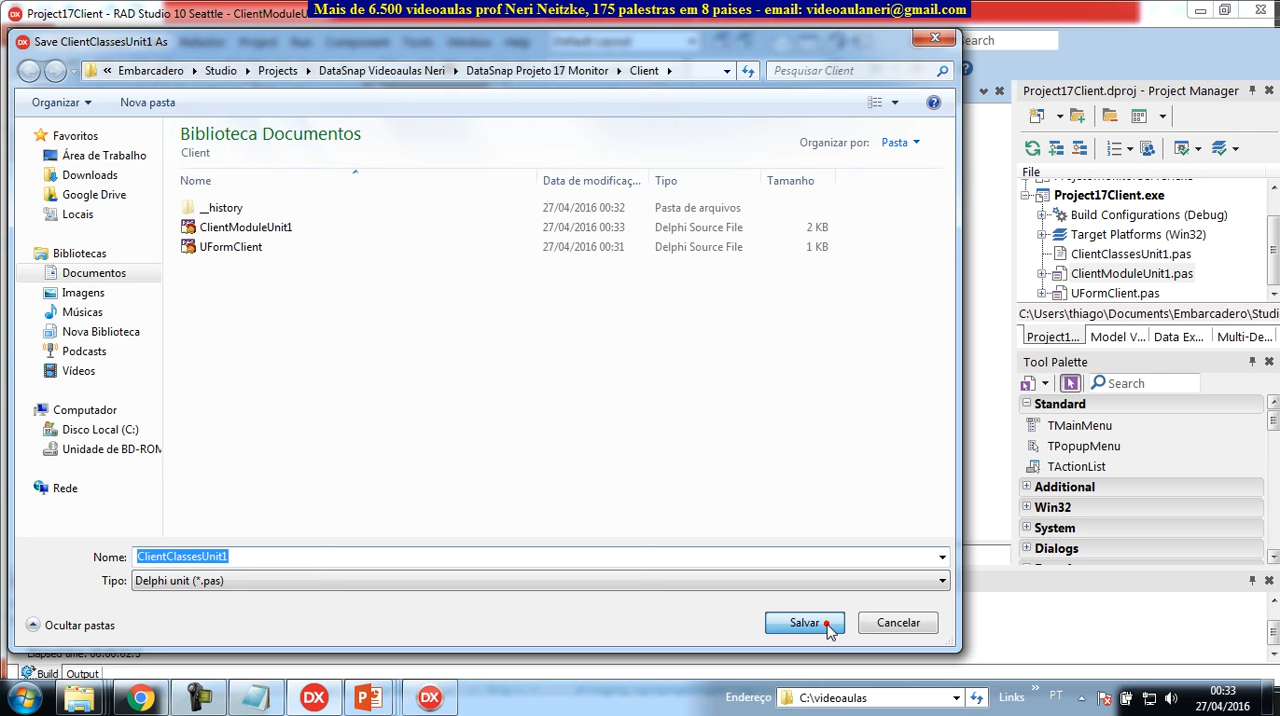 Project17Client - RAD Studio 10 Seattle - ClientModuleU
Mais de 6.500 videoaulas prof Neri Neitzke, 175 palestras em 8 paises - email: videoaulaneri@gmail.com
Save ClientClassesUnit1 As
Search
« Embarcadero Studio Projects DataSnap Videoaulas Neri DataSnap Projeto 17 Monitor Client
Pesquisar Client
Organizar
Nova pasta
Favoritos
Área de Trabalho
Downloads
Google Drive
Locais
Bibliotecas
Documentos
Imagens
Músicas
Nova Biblioteca
Podcasts
Vídeos
Computador
Disco Local (C:)
Unidade de BD-ROM
Rede
Biblioteca Documentos
Client
Organizar por: Pasta
Nome Data de modificaç... Tipo Tamanho
__history 27/04/2016 00:32 Pasta de arquivos
ClientModuleUnit1 27/04/2016 00:33 Delphi Source File 2 KB
UFormClient 27/04/2016 00:31 Delphi Source File 1 KB
Nome: ClientClassesUnit1
Tipo: Delphi unit (*.pas)
Ocultar pastas
Salvar
Cancelar
Project17Client.dproj - Project Manager
File
Project17Client.exe
Build Configurations (Debug)
Target Platforms (Win32)
ClientClassesUnit1.pas
ClientModuleUnit1.pas
UFormClient.pas
C:\Users\thiago\Documents\Embarcadero\Studio
Project1... Model V... Data Ex... Multi-De...
Tool Palette
Search
Standard
TMainMenu
TPopupMenu
TActionList
Additional
Win32
System
Dialogs
Build Output
Endereço C:\videoaulas
Links
PT
00:33
27/04/2016